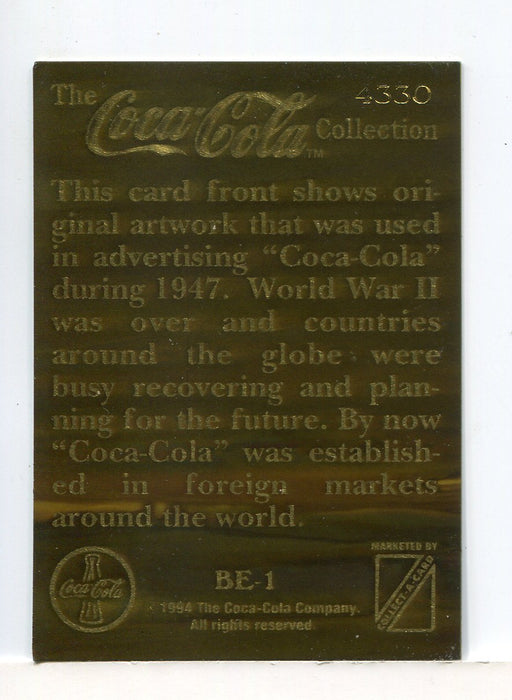 The Coca-Cola™ Collection
4330
This card front shows ori-
ginal artwork that was used
in advertising “Coca-Cola”
during 1947. World War II
was over and countries
around the globe were
busy recovering and plan-
ning for the future. By now
“Coca-Cola” was establish-
ed in foreign markets
around the world.
Coca-Cola
BE-1
1994 The Coca-Cola Company.
All rights reserved.
MARKETED BY
COLLECT-A-CARD